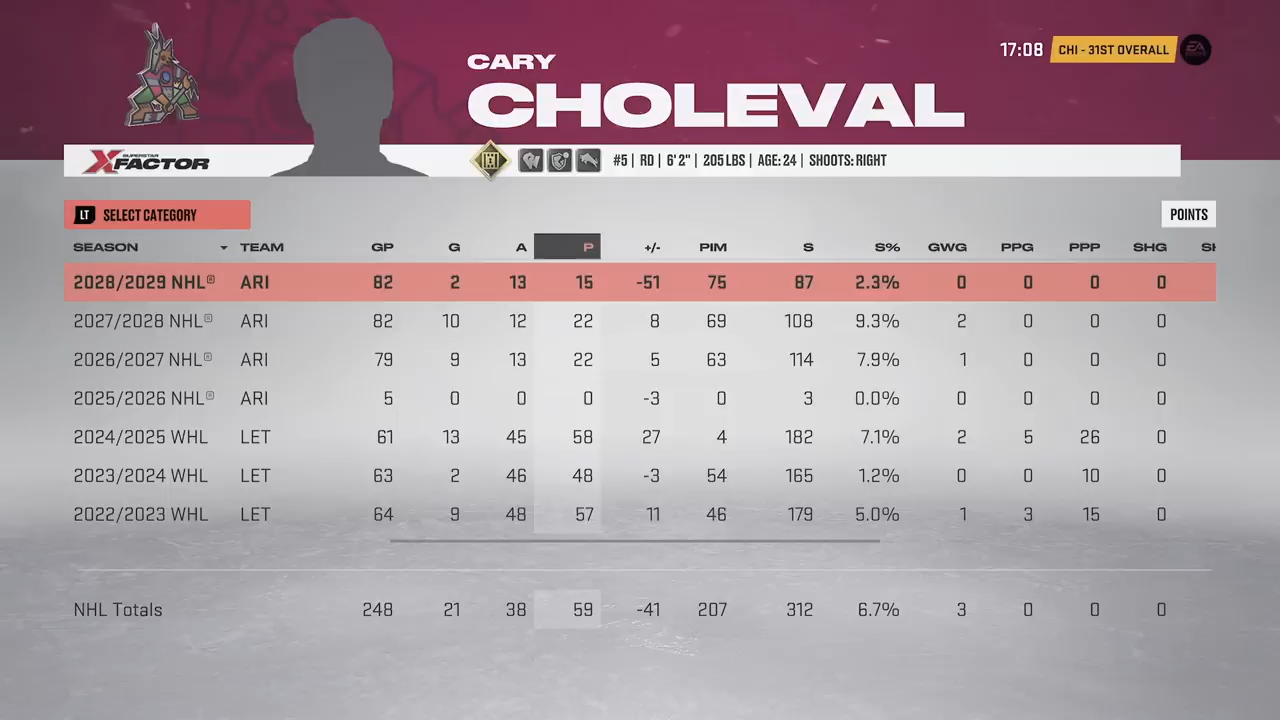 CARY
CHOLEVAL
17:08 CHI - 31ST OVERALL EA
SUPERSTAR
XFACTOR
#5 | RD | 6' 2" | 205 LBS | AGE: 24 | SHOOTS: RIGHT
LT SELECT CATEGORY
POINTS
SEASON TEAM GP G A P +/- PIM S S% GWG PPG PPP SHG
2028/2029 NHL® ARI 82 2 13 15 -51 75 87 2.3% 0 0 0 0
2027/2028 NHL® ARI 82 10 12 22 8 69 108 9.3% 2 0 0 0
2026/2027 NHL® ARI 79 9 13 22 5 63 114 7.9% 1 0 0 0
2025/2026 NHL® ARI 5 0 0 0 -3 0 3 0.0% 0 0 0 0
2024/2025 WHL LET 61 13 45 58 27 4 182 7.1% 2 5 26 0
2023/2024 WHL LET 63 2 46 48 -3 54 165 1.2% 0 0 10 0
2022/2023 WHL LET 64 9 48 57 11 46 179 5.0% 1 3 15 0
NHL Totals 248 21 38 59 -41 207 312 6.7% 3 0 0 0